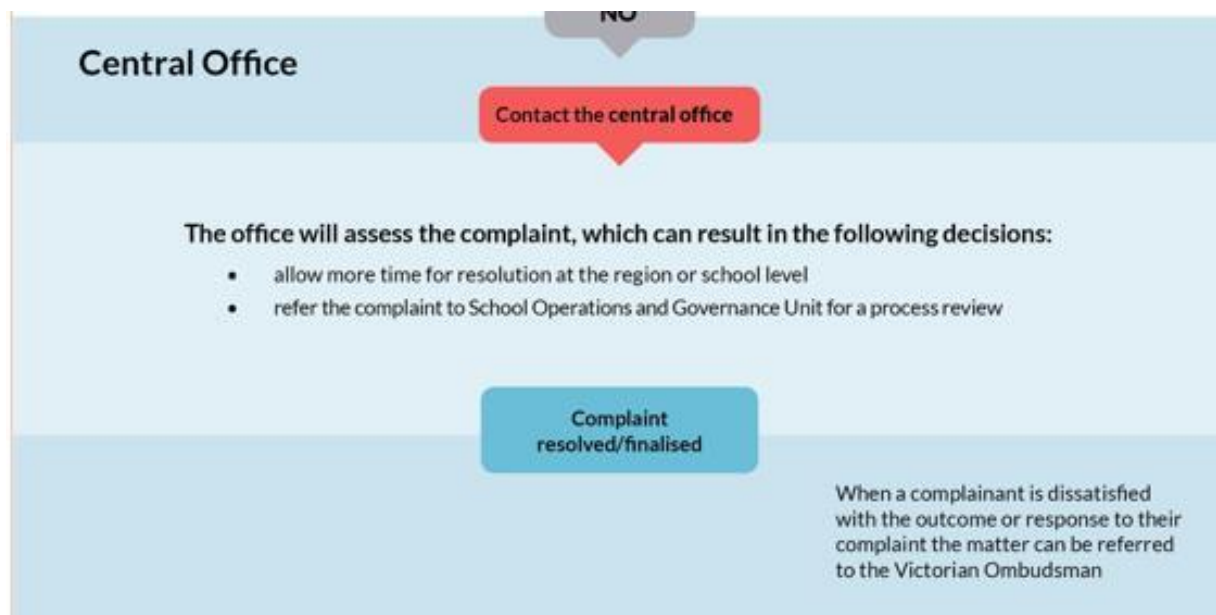 NO
Central Office
Contact the central office
The office will assess the complaint, which can result in the following decisions:
• allow more time for resolution at the region or school level
• refer the complaint to School Operations and Governance Unit for a process review
Complaint
resolved/finalised
When a complainant is dissatisfied
with the outcome or response to their
complaint the matter can be referred
to the Victorian Ombudsman